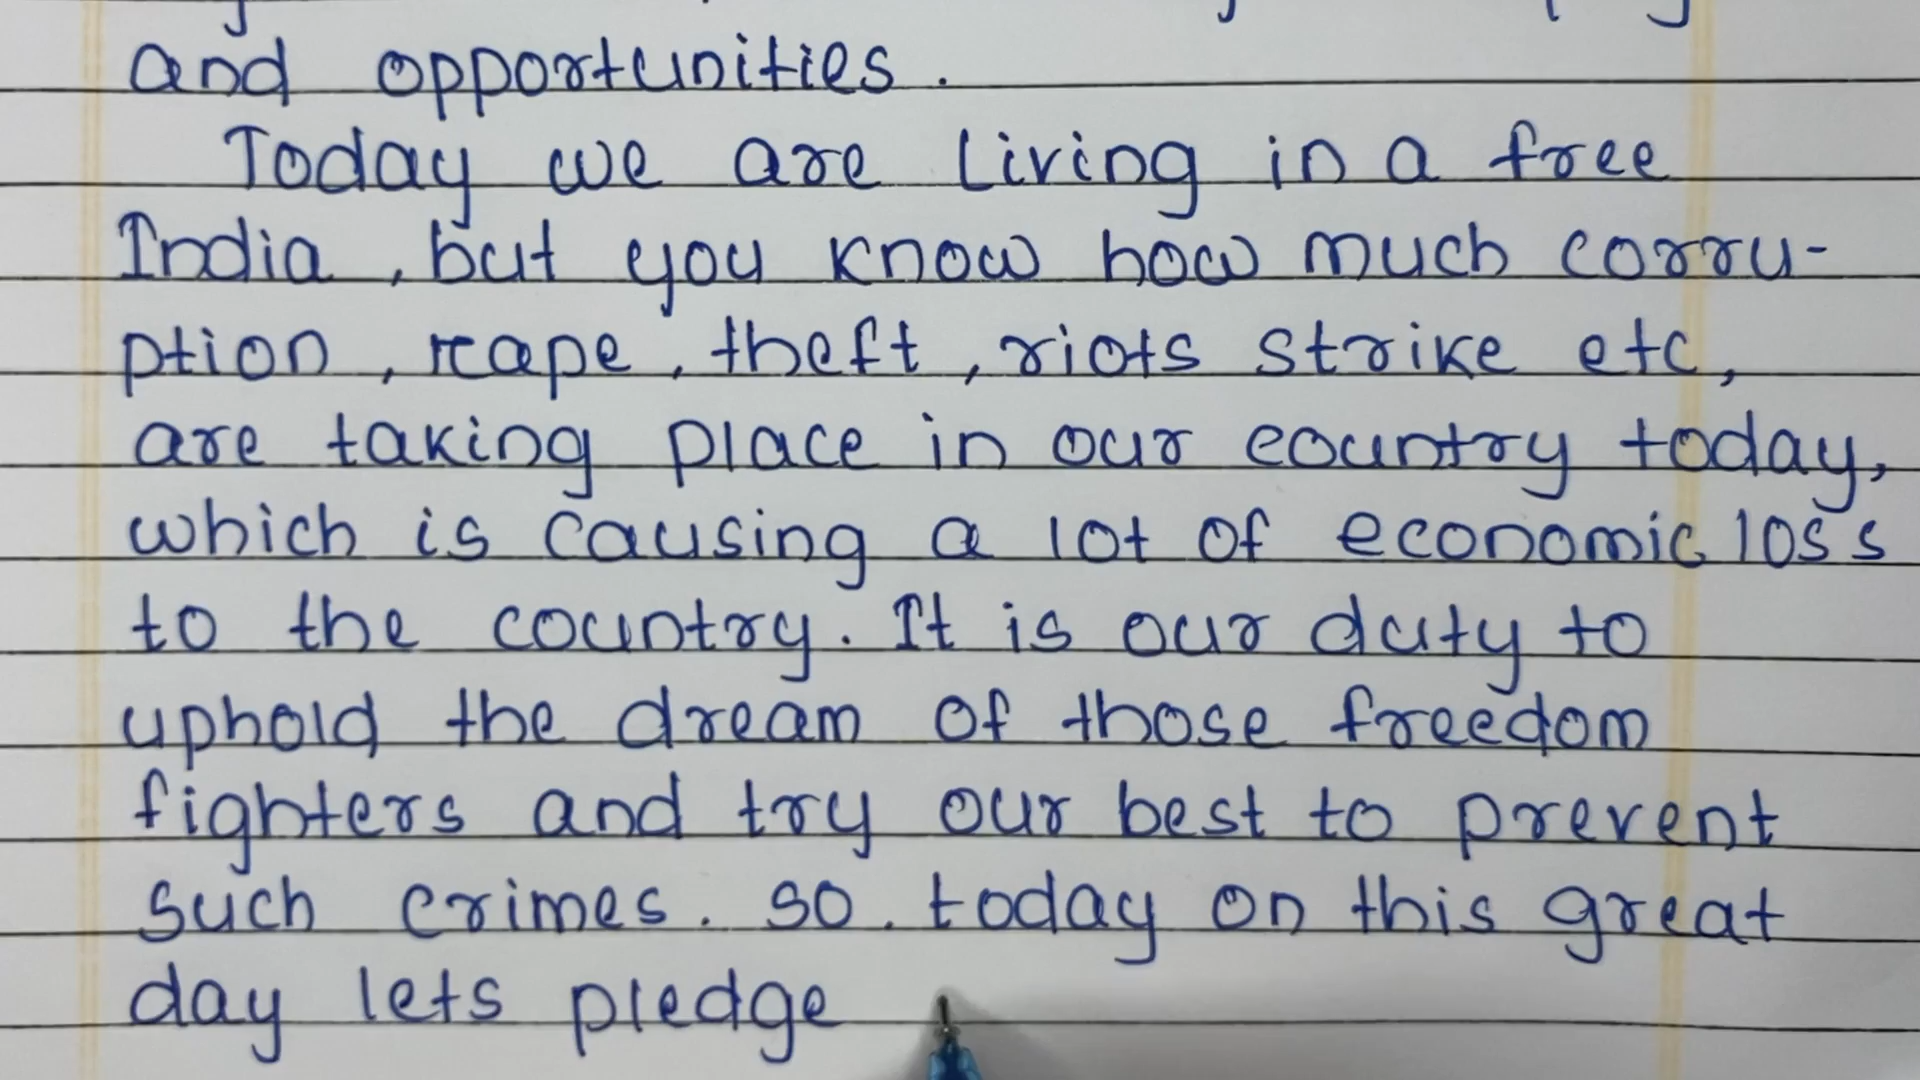 and opportunities.
Today we are living in a free
India, but you know how much corru-
ption, rape, theft, riots strike etc,
are taking place in our country today,
which is causing a lot of economic loss
to the country. It is our duty to
uphold the dream of those freedom
fighters and try our best to prevent
such crimes. so. today on this great
day lets pledge